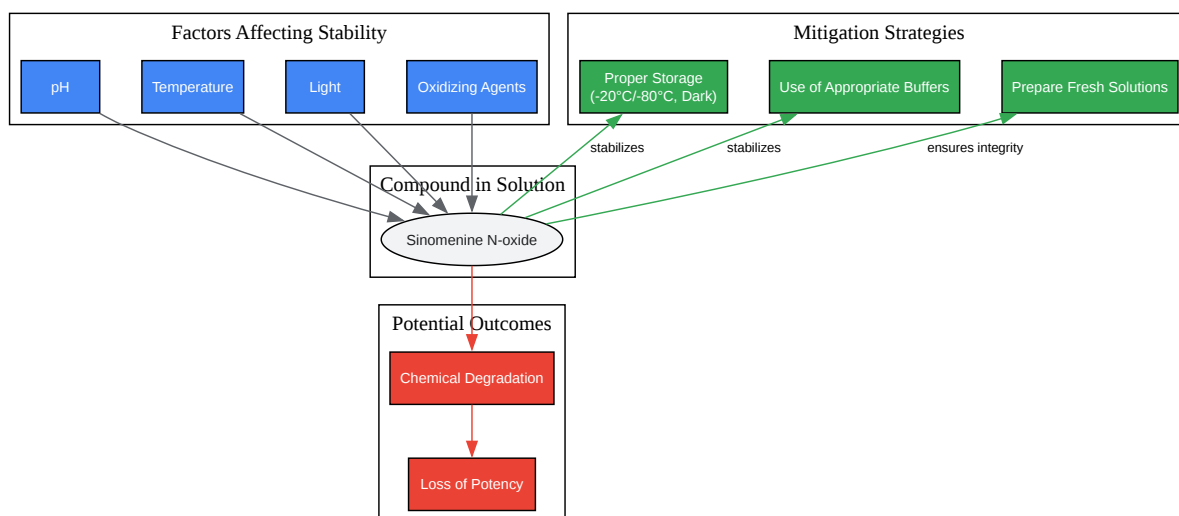 Factors Affecting Stability
pH
Temperature
Light
Oxidizing Agents
Mitigation Strategies
Proper Storage
(-20°C/-80°C, Dark)
Use of Appropriate Buffers
Prepare Fresh Solutions
stabilizes
stabilizes
ensures integrity
Compound in Solution
Sinomenine N-oxide
Potential Outcomes
Chemical Degradation
Loss of Potency